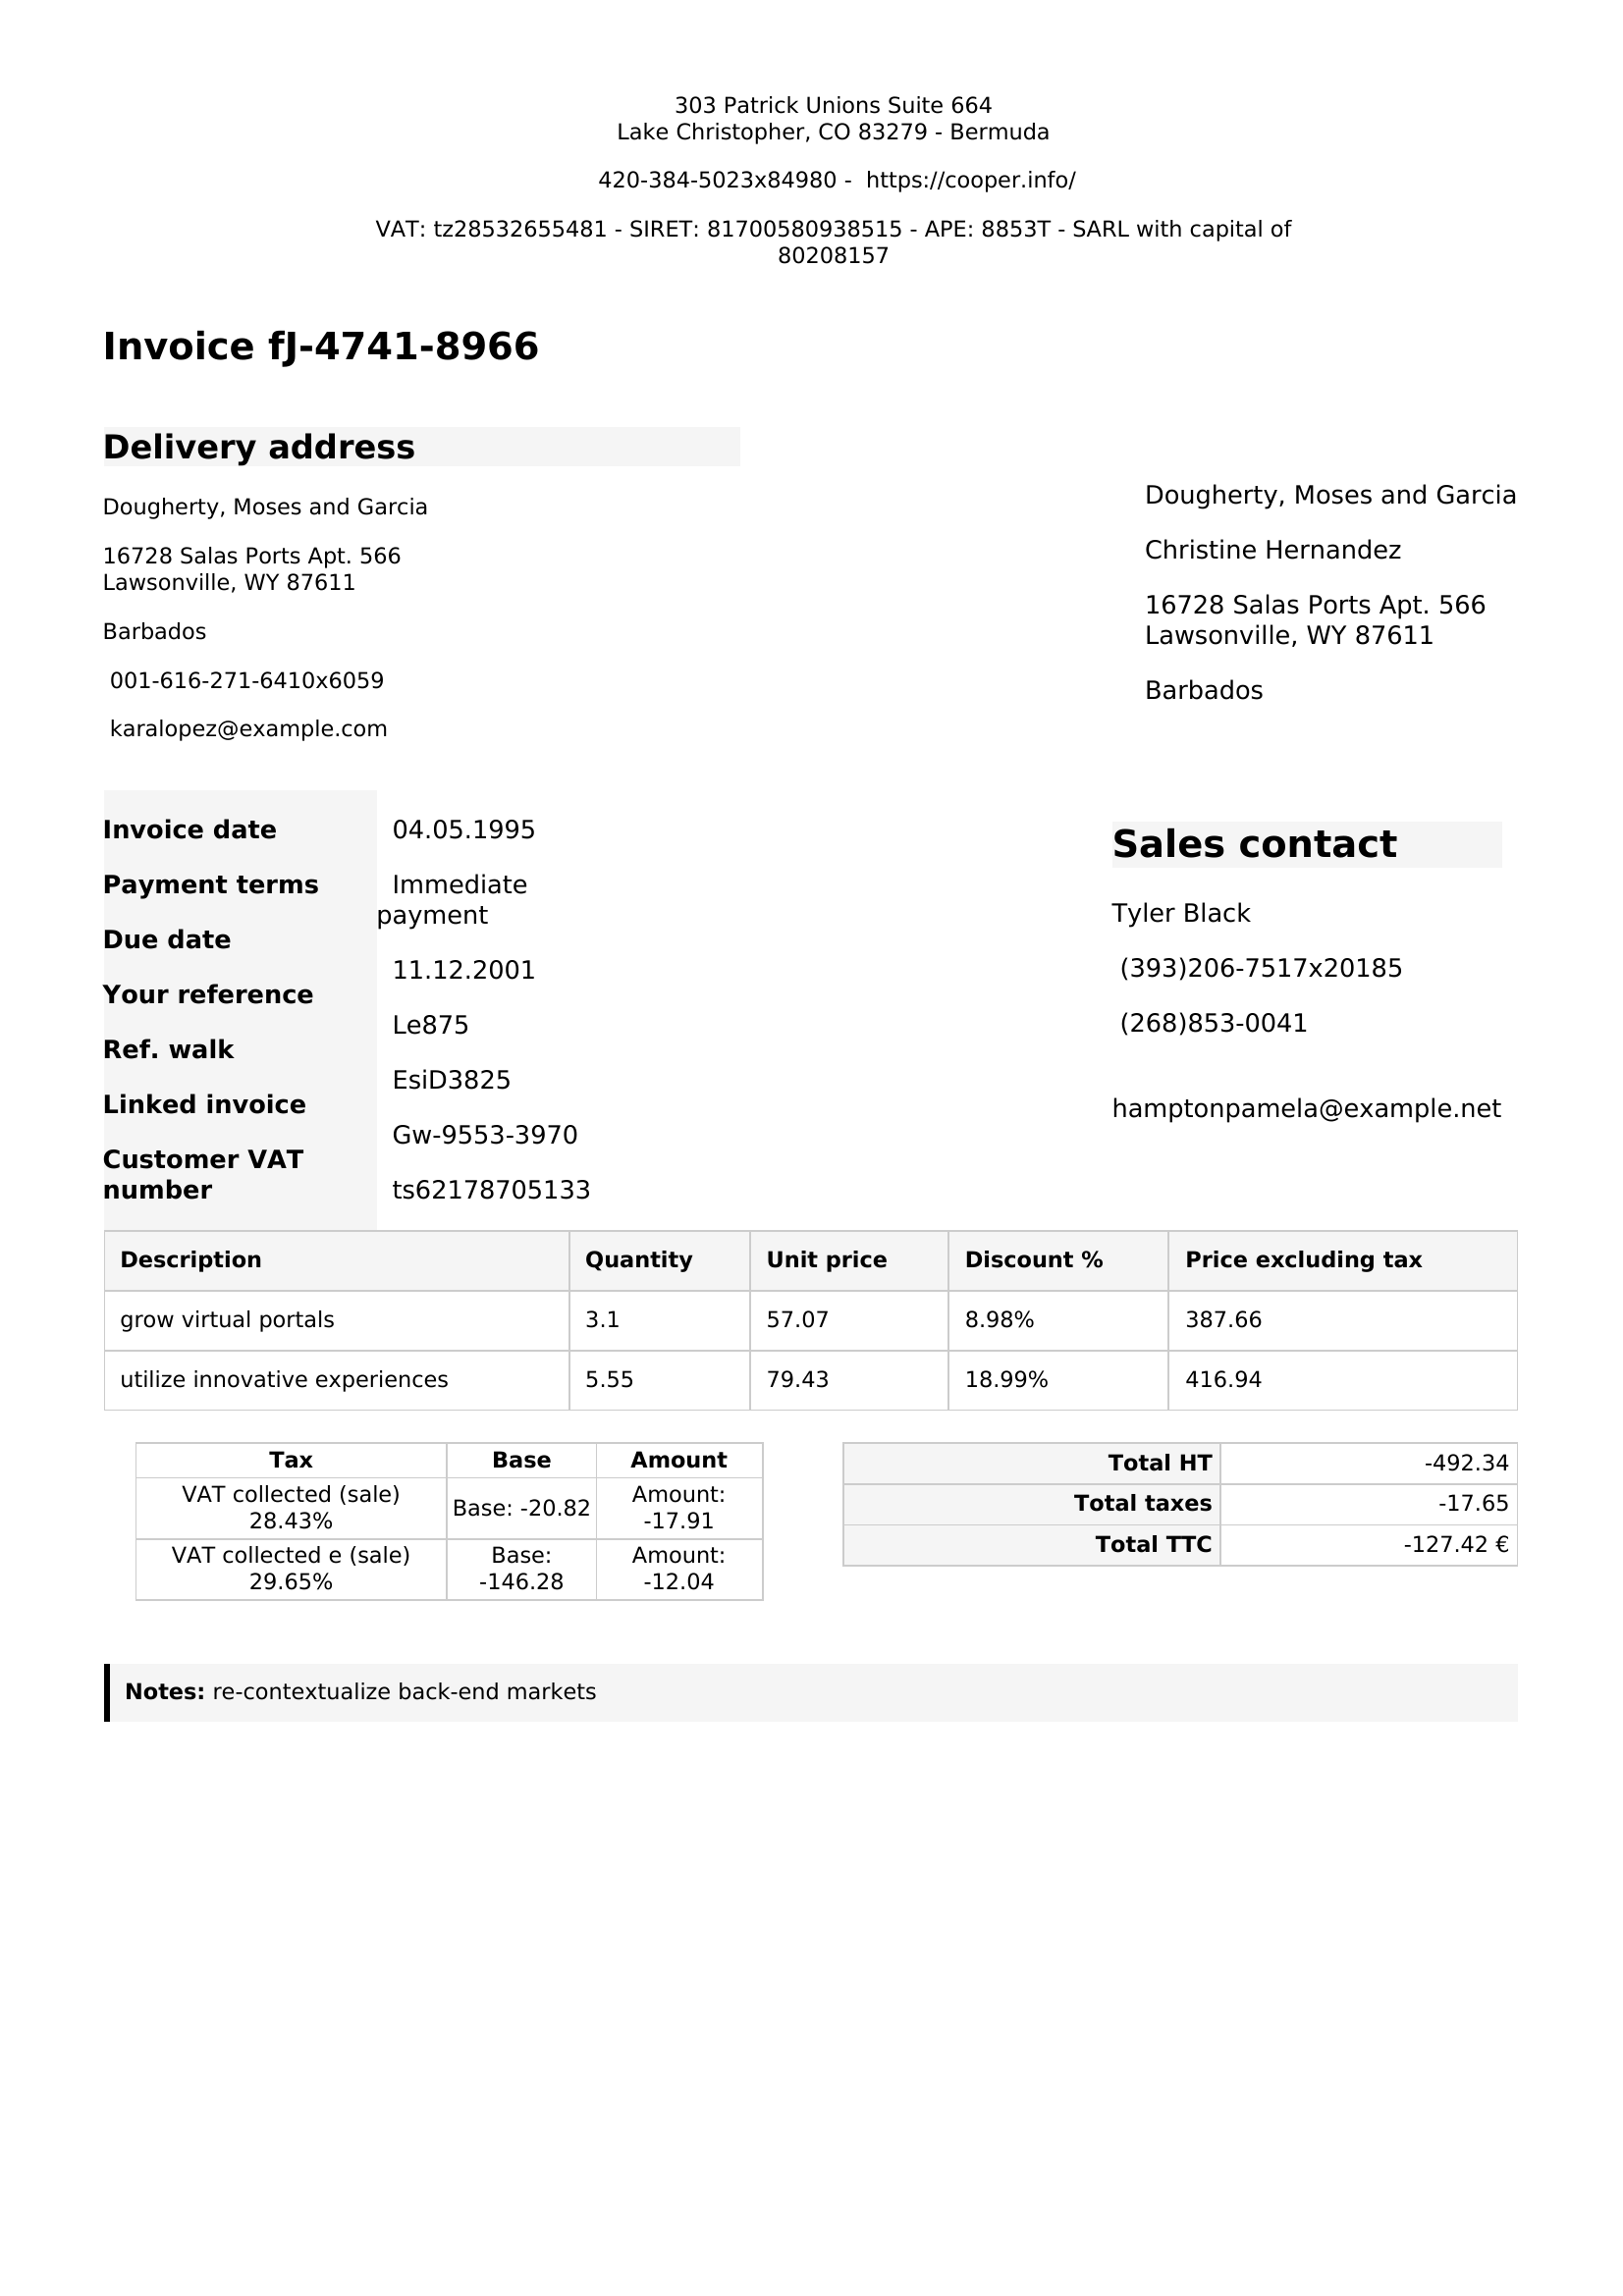 303 Patrick Unions Suite 664
Lake Christopher, CO 83279 - Bermuda
420-384-5023x84980 -  https://cooper.info/
VAT: tz28532655481 - SIRET: 81700580938515 - APE: 8853T - SARL with capital of
80208157
Invoice fJ-4741-8966
Delivery address
Dougherty, Moses and Garcia
16728 Salas Ports Apt. 566
Lawsonville, WY 87611
Barbados
001-616-271-6410x6059
karalopez@example.com
Dougherty, Moses and Garcia
Christine Hernandez
16728 Salas Ports Apt. 566
Lawsonville, WY 87611
Barbados
Invoice date
Payment terms
Due date
Your reference
Ref. walk
Linked invoice
Customer VAT
number
04.05.1995
Immediate
payment
11.12.2001
Le875
EsiD3825
Gw-9553-3970
ts62178705133
Sales contact
Tyler Black
(393)206-7517x20185
(268)853-0041
hamptonpamela@example.net
Description Quantity Unit price Discount % Price excluding tax
grow virtual portals 3.1 57.07 8.98% 387.66
utilize innovative experiences 5.55 79.43 18.99% 416.94
Tax Base Amount
VAT collected (sale)
28.43%
Base: -20.82
Amount:
-17.91
VAT collected e (sale)
29.65%
Base:
-146.28
Amount:
-12.04
Total HT -492.34
Total taxes -17.65
Total TTC -127.42 €
Notes: re-contextualize back-end markets